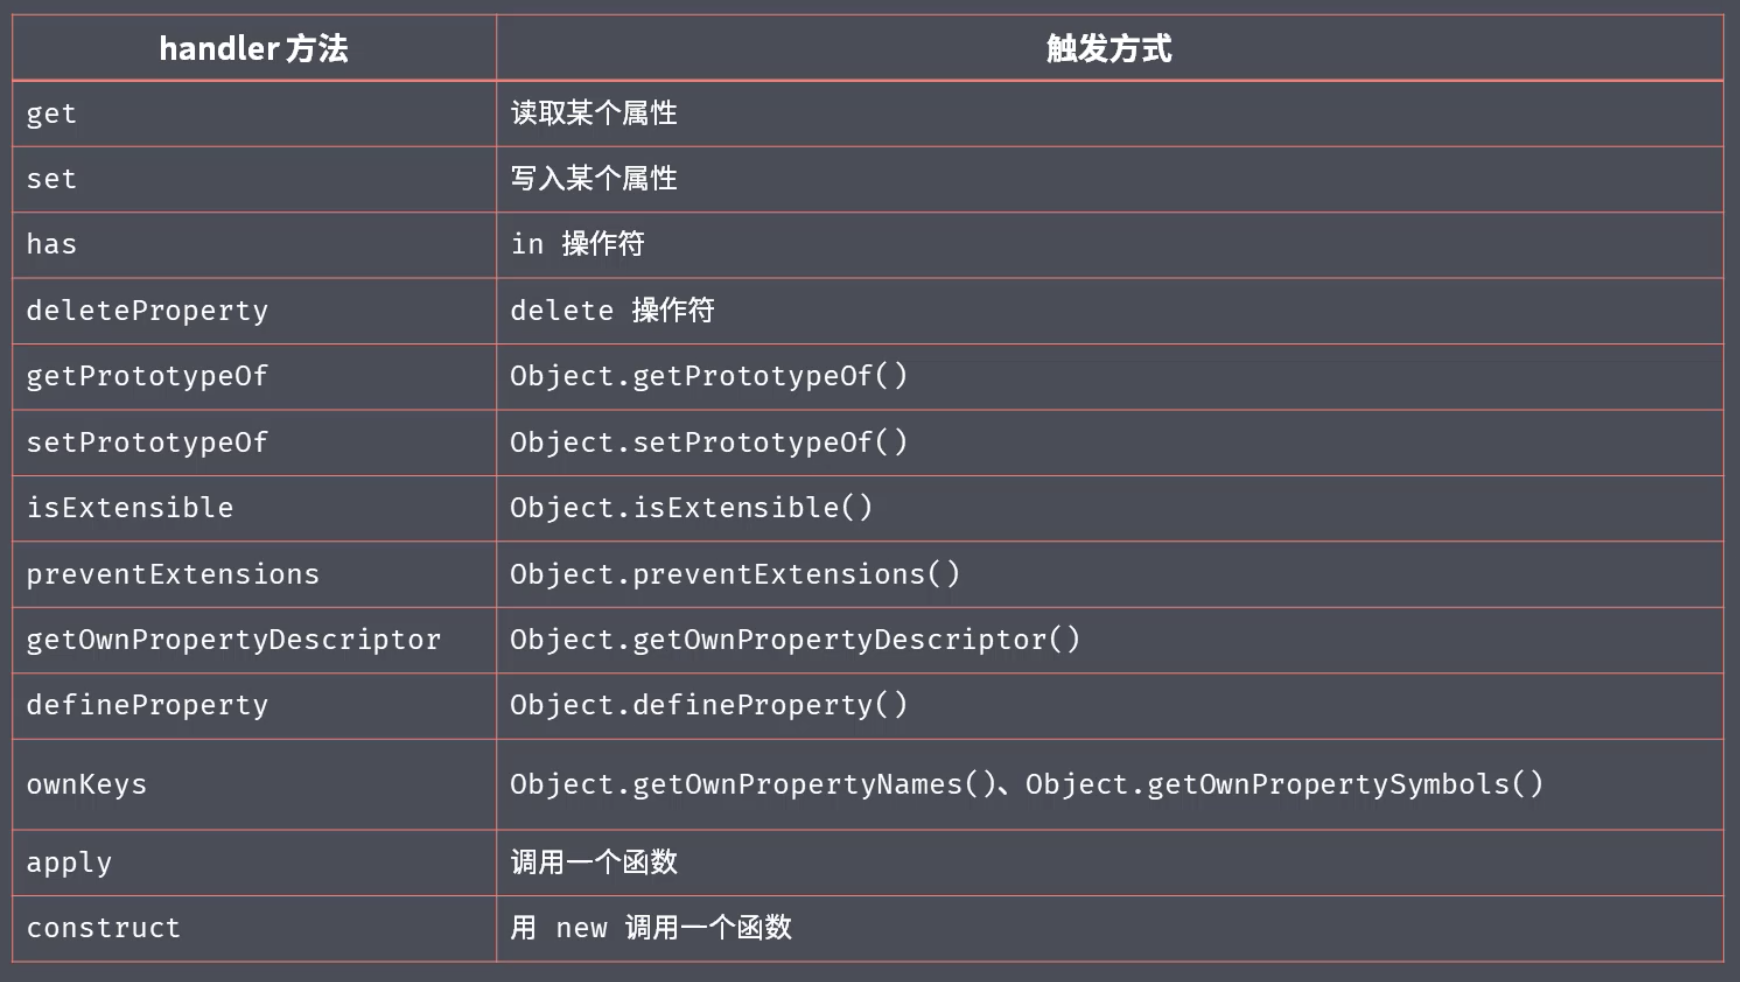 handler 方法 触发方式
get 读取某个属性
set 写入某个属性
has in 操作符
deleteProperty delete 操作符
getPrototypeOf Object.getPrototypeOf()
setPrototypeOf Object.setPrototypeOf()
isExtensible Object.isExtensible()
preventExtensions Object.preventExtensions()
getOwnPropertyDescriptor Object.getOwnPropertyDescriptor()
defineProperty Object.defineProperty()
ownKeys Object.getOwnPropertyNames()、Object.getOwnPropertySymbols()
apply 调用一个函数
construct 用 new 调用一个函数